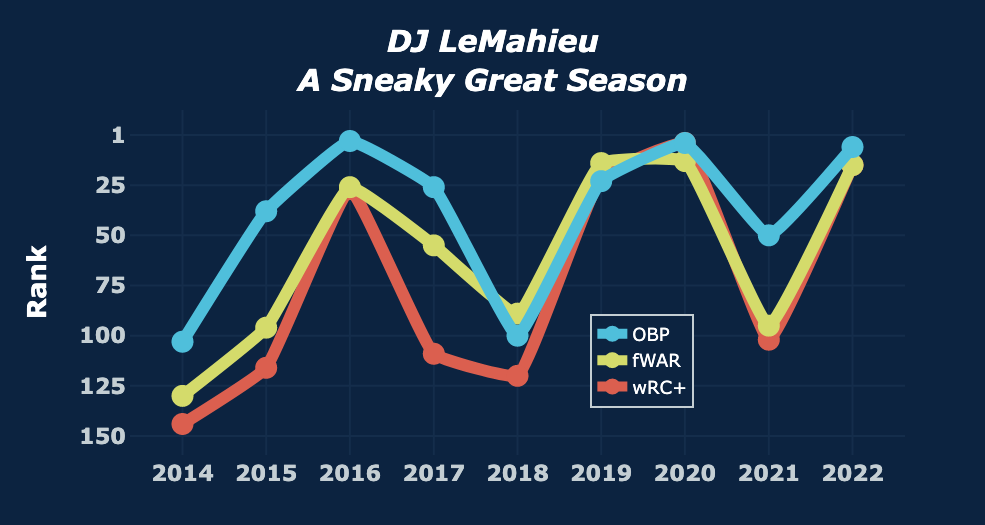 DJ LeMahieu
A Sneaky Great Season
Rank
1
25
50
75
100
125
150
OBP
fWAR
wRC+
2014 2015 2016 2017 2018 2019 2020 2021 2022